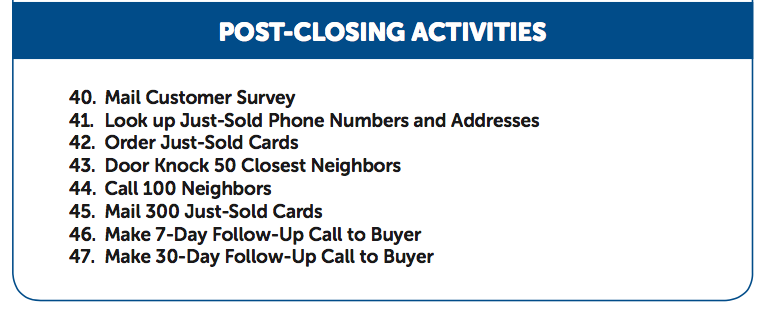 POST-CLOSING ACTIVITIES
40. Mail Customer Survey
41. Look up Just-Sold Phone Numbers and Addresses
42. Order Just-Sold Cards
43. Door Knock 50 Closest Neighbors
44. Call 100 Neighbors
45. Mail 300 Just-Sold Cards
46. Make 7-Day Follow-Up Call to Buyer
47. Make 30-Day Follow-Up Call to Buyer